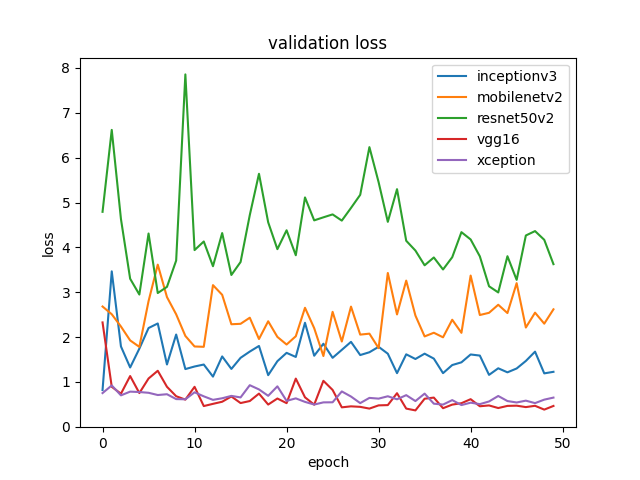 validation loss
8
7
6
5
4
3
2
1
0
loss
inceptionv3
mobilenetv2
resnet50v2
vgg16
xception
0
10
20
30
40
50
epoch